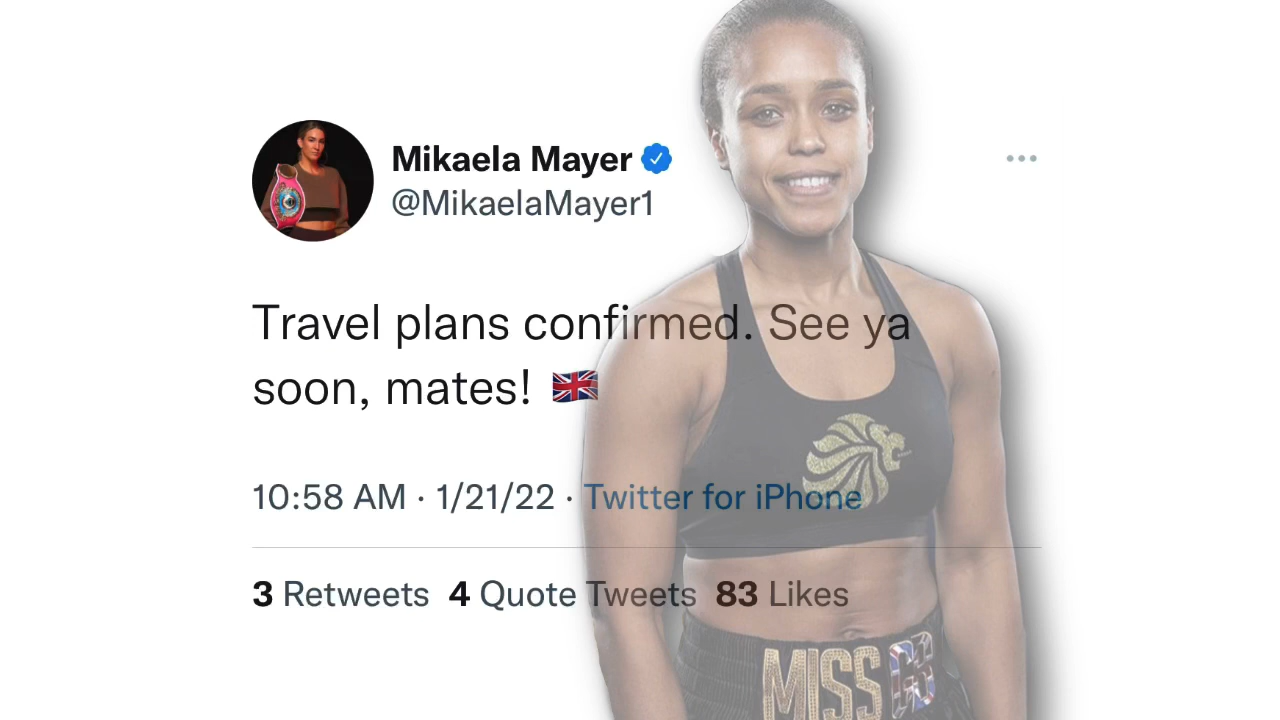 Mikaela Mayer
@MikaelaMayer1
Travel plans confirmed. See ya
soon, mates! 🇬🇧
10:58 AM · 1/21/22 · Twitter for iPhone
3 Retweets 4 Quote Tweets 83 Likes
MISS GB